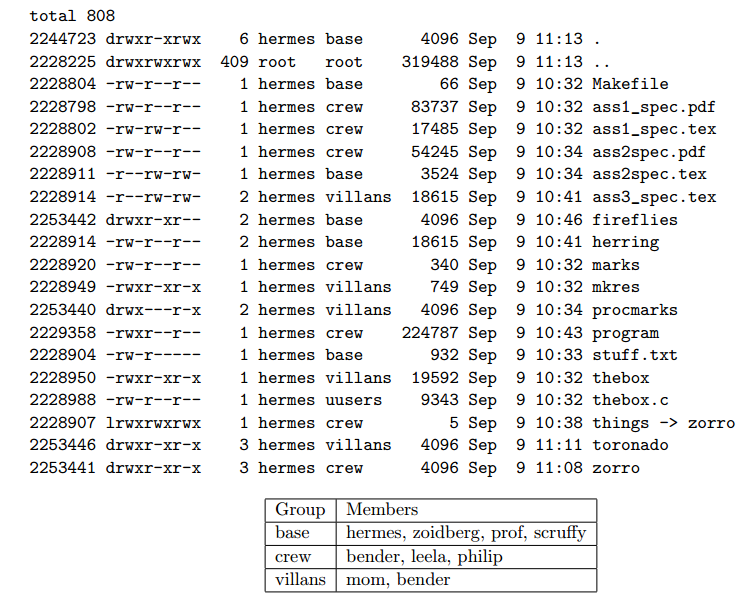 total 808
2244723 drwxr-xrwx 6 hermes base 4096 Sep 9 11:13 .
2228225 drwxrwxrwx 409 root root 319488 Sep 9 11:13 ..
2228804 -rw-r--r-- 1 hermes base 66 Sep 9 10:32 Makefile
2228798 -rw-r--r-- 1 hermes crew 83737 Sep 9 10:32 ass1_spec.pdf
2228802 -rw-rw-r-- 1 hermes crew 17485 Sep 9 10:32 ass1_spec.tex
2228908 -rw-r--r-- 1 hermes crew 54245 Sep 9 10:34 ass2spec.pdf
2228911 -r--rw-rw- 1 hermes base 3524 Sep 9 10:34 ass2spec.tex
2228914 -r--rw-rw- 2 hermes villans 18615 Sep 9 10:41 ass3_spec.tex
2253442 drwxr-xr-- 2 hermes base 4096 Sep 9 10:46 fireflies
2228914 -rw-r--r-- 2 hermes base 18615 Sep 9 10:41 herring
2228920 -rw-r--r-- 1 hermes crew 340 Sep 9 10:32 marks
2228949 -rwxr-xr-x 1 hermes villans 749 Sep 9 10:32 mkres
2253440 drwx---r-x 2 hermes villans 4096 Sep 9 10:34 procmarks
2229358 -rwxr--r-- 1 hermes crew 224787 Sep 9 10:43 program
2228904 -rw-r----- 1 hermes base 932 Sep 9 10:33 stuff.txt
2228950 -rwxr-xr-x 1 hermes villans 19592 Sep 9 10:32 thebox
2228988 -rw-r--r-- 1 hermes uusers 9343 Sep 9 10:32 thebox.c
2228907 lrwxrwxrwx 1 hermes crew 5 Sep 9 10:38 things -> zorro
2253446 drwxr-xr-x 3 hermes villans 4096 Sep 9 11:11 toronado
2253441 drwxr-xr-x 3 hermes crew 4096 Sep 9 11:08 zorro
Group Members
base hermes, zoidberg, prof, scruffy
crew bender, leela, philip
villans mom, bender